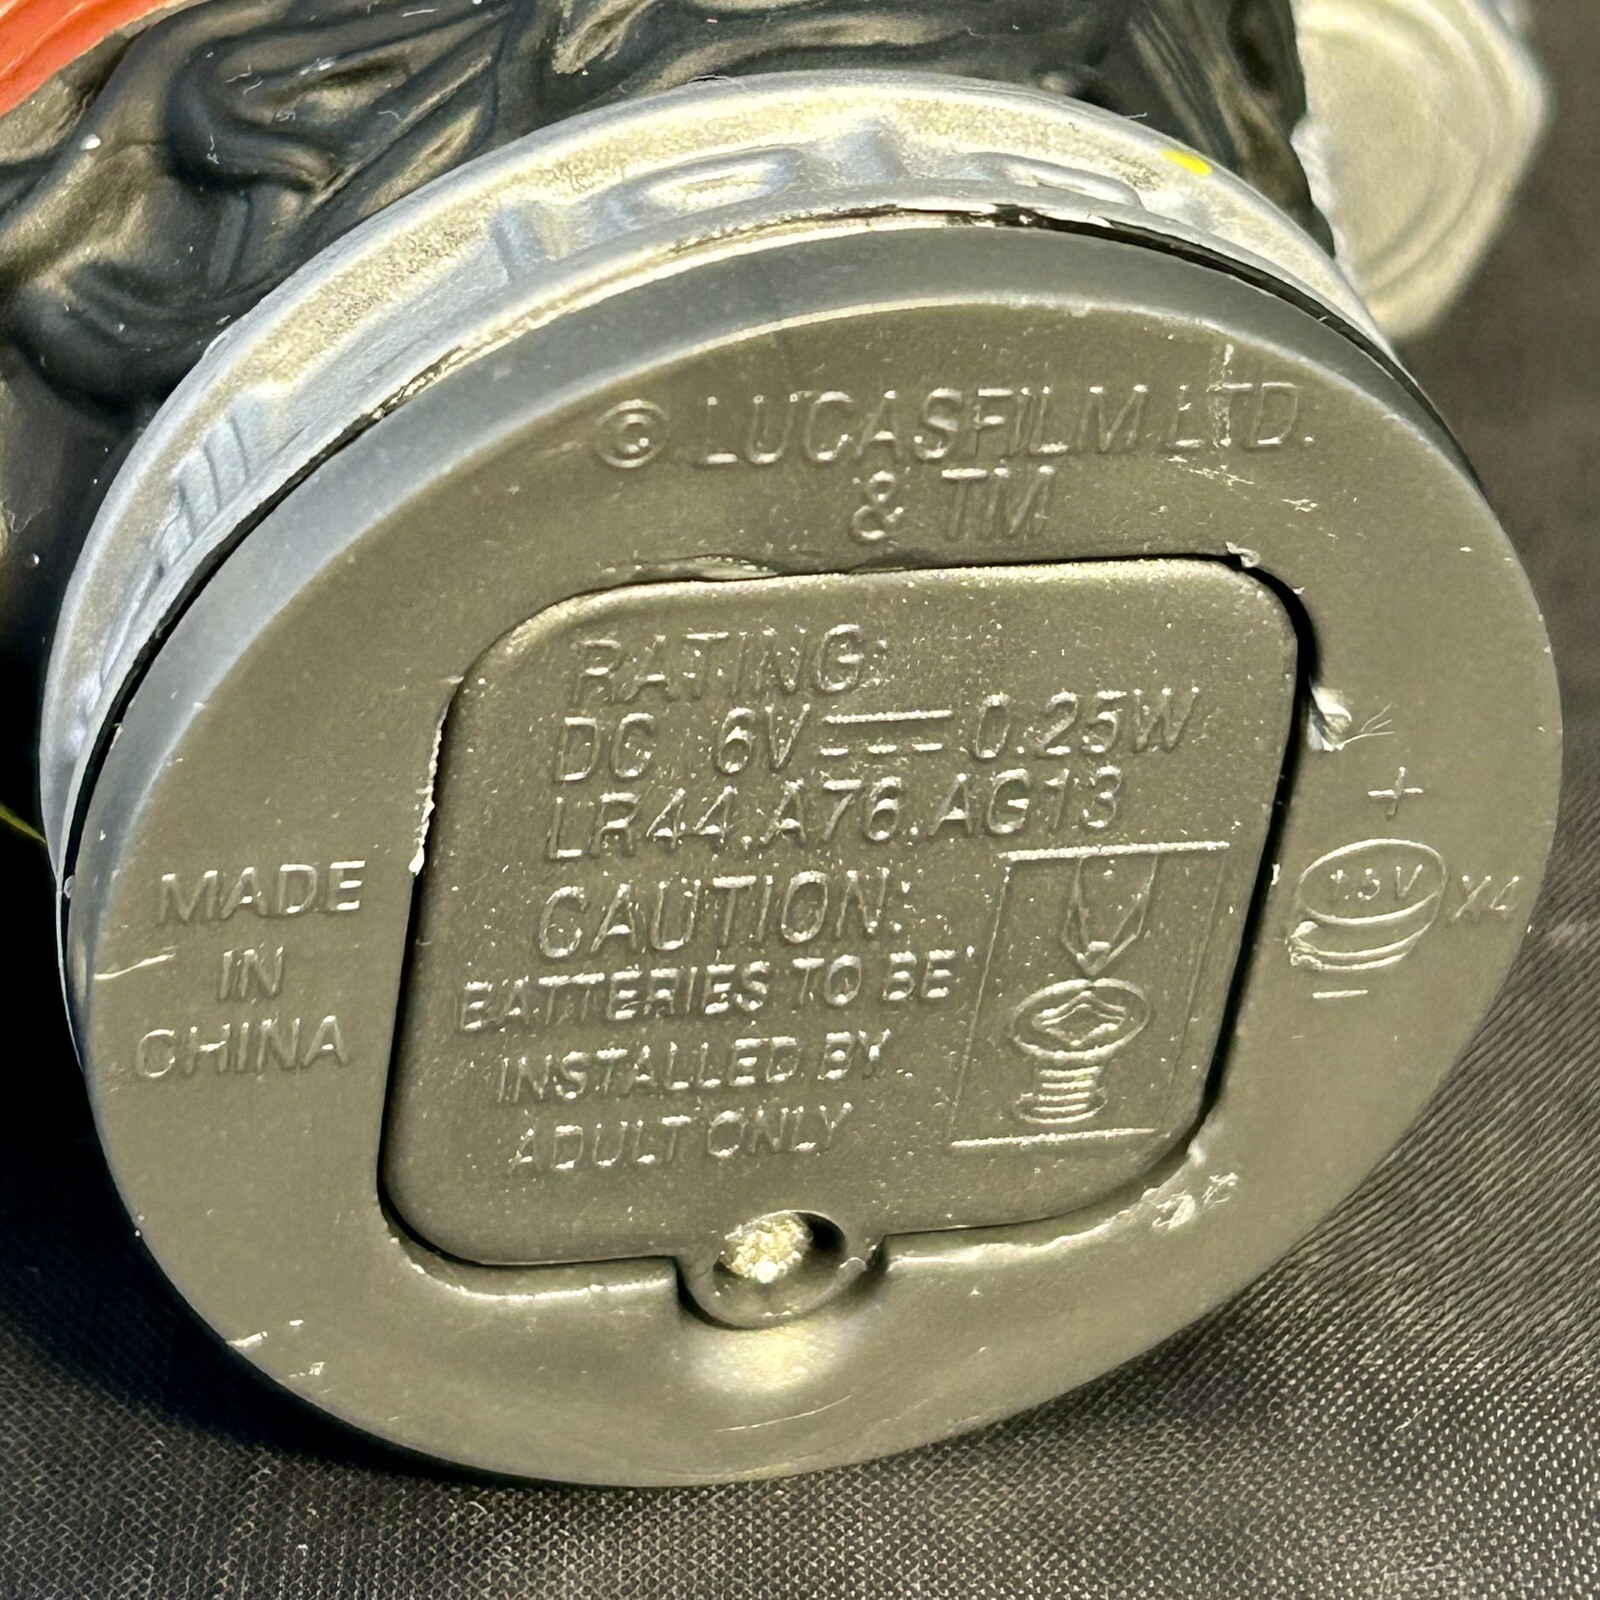 © LUCASFILM LTD.
& TM
RATING:
DC 6V ⎓ 0.25W
LR44.A76.AG13
CAUTION:
BATTERIES TO BE
INSTALLED BY
ADULT ONLY
MADE
IN
CHINA
+
1.5V X4
–